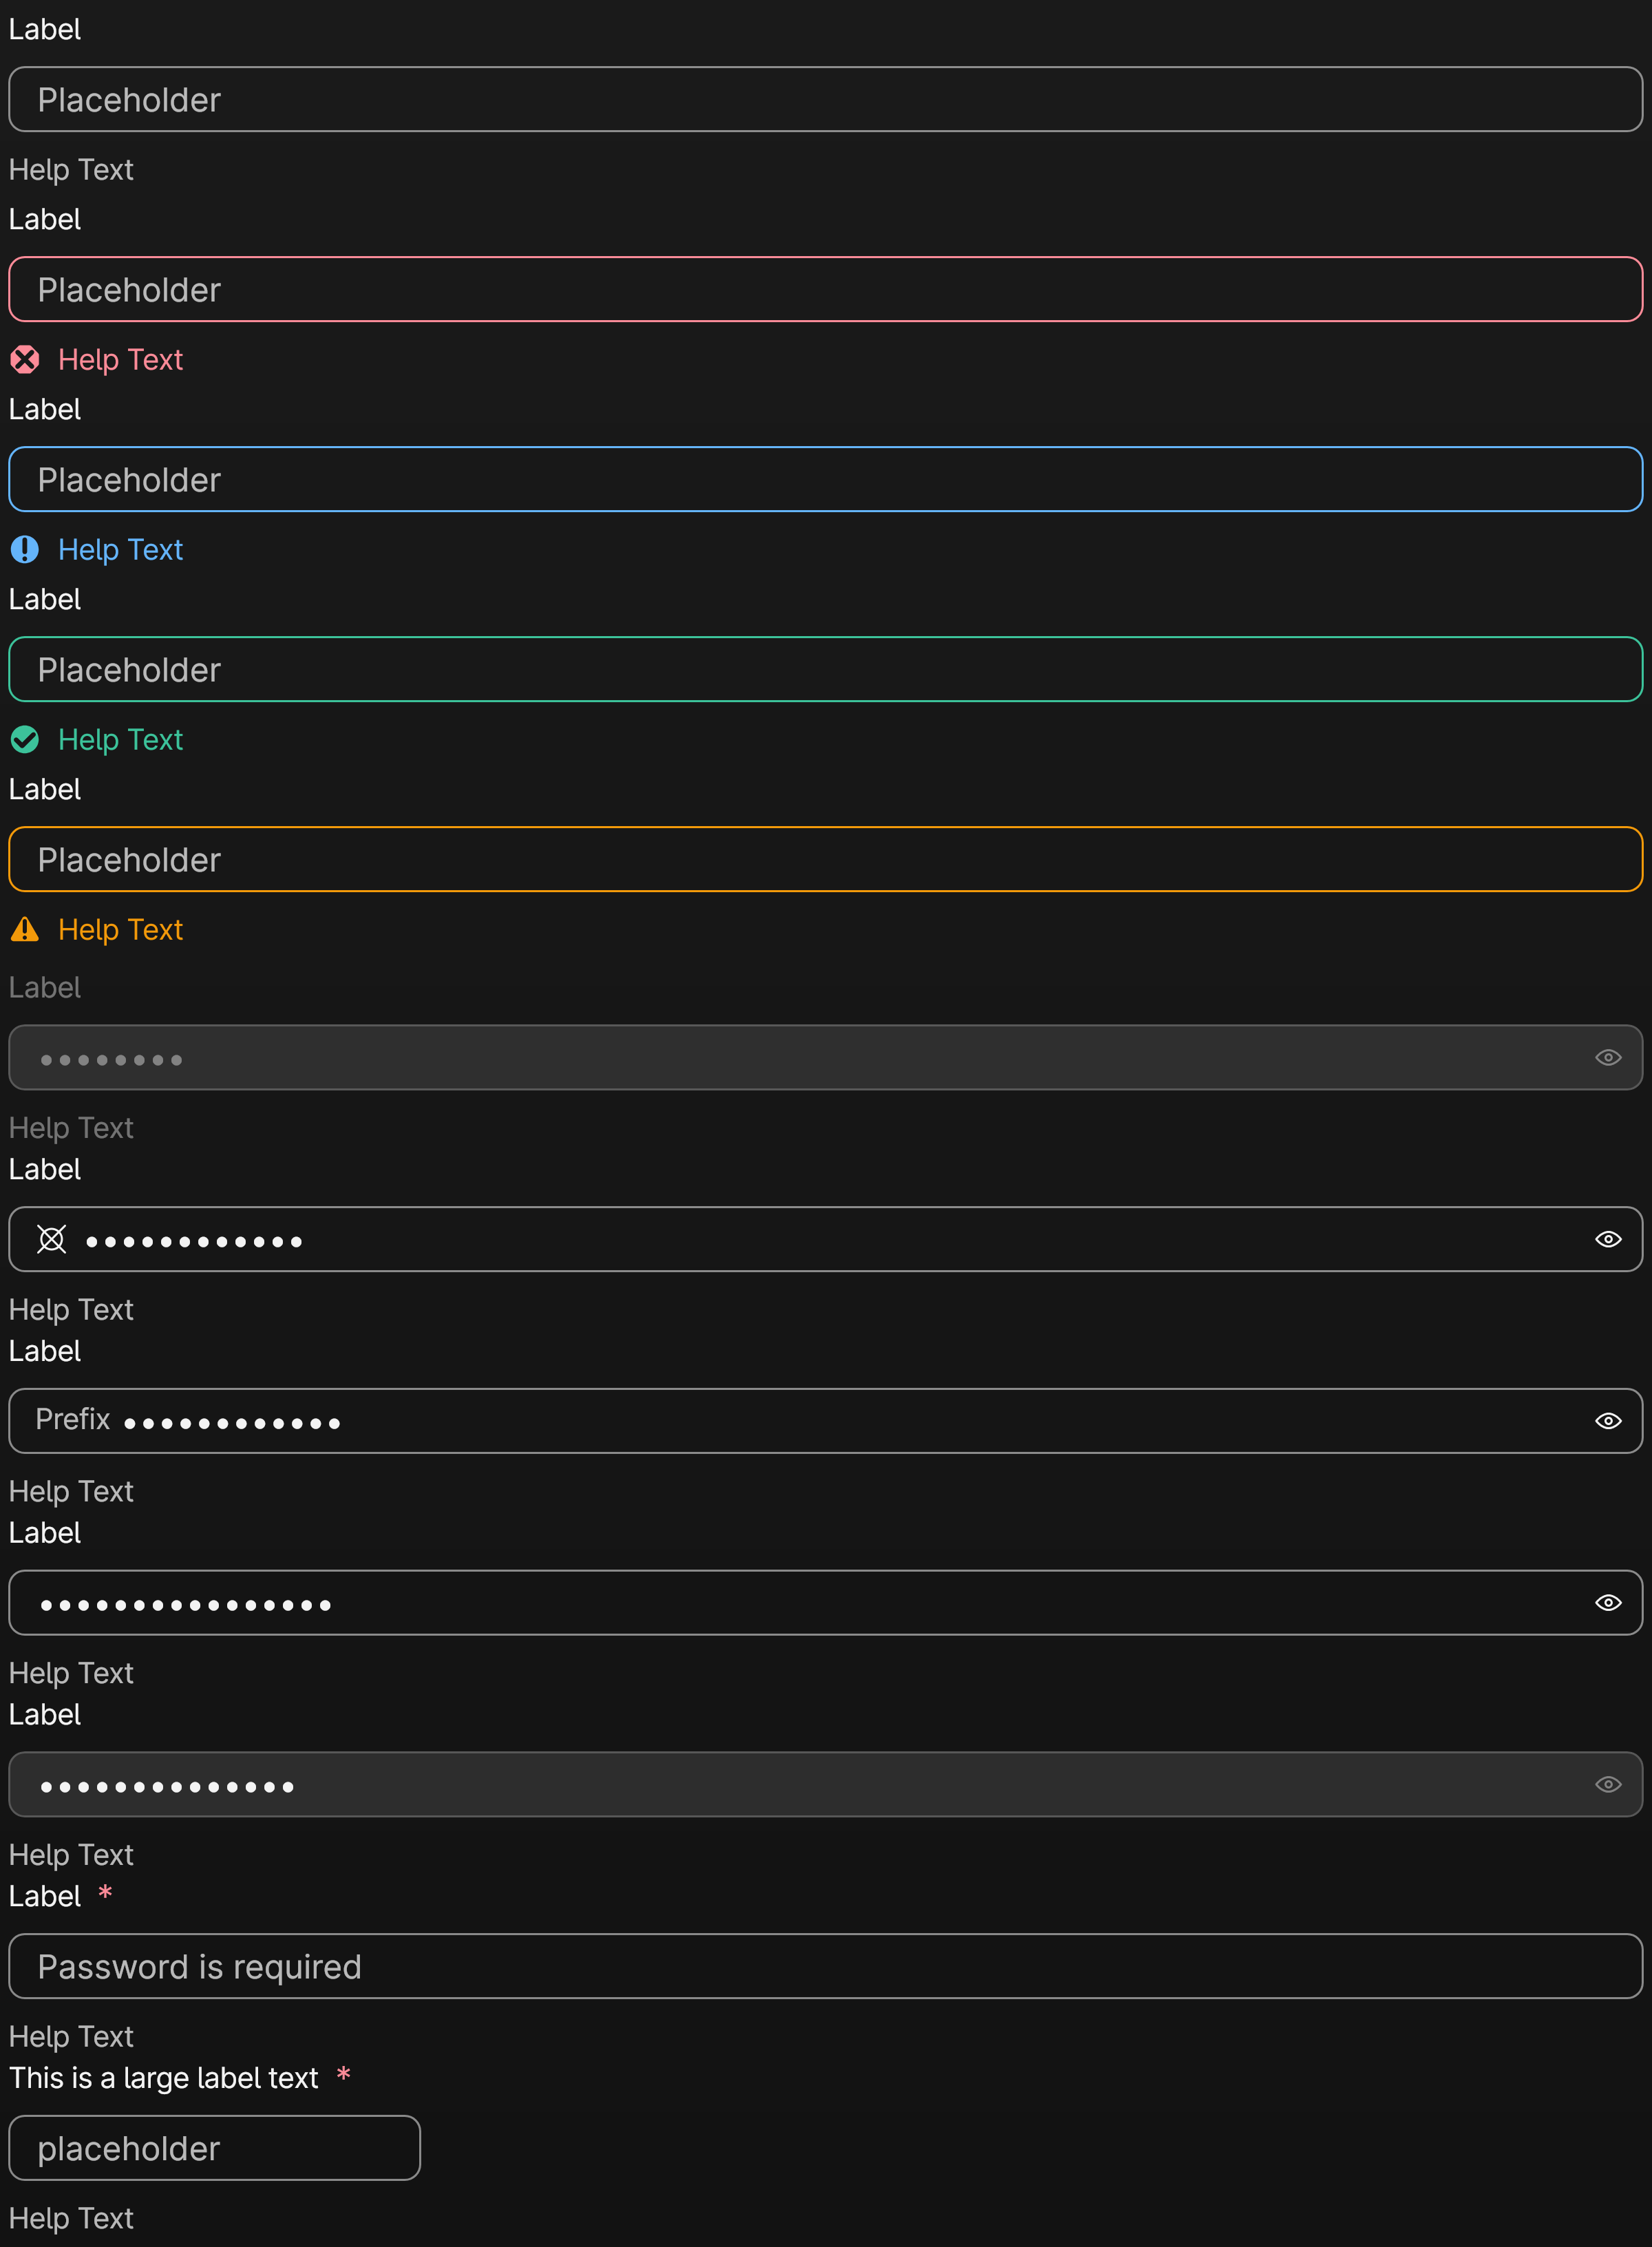 Label
Placeholder
Help Text
Label
Placeholder
Help Text
Label
Placeholder
Help Text
Label
Placeholder
Help Text
Label
Placeholder
Help Text
Label
••••••••
Help Text
Label
••••••••••••
Help Text
Label
Prefix ••••••••••••
Help Text
Label
••••••••••••••••
Help Text
Label
••••••••••••••
Help Text
Label *
Password is required
Help Text
This is a large label text *
placeholder
Help Text